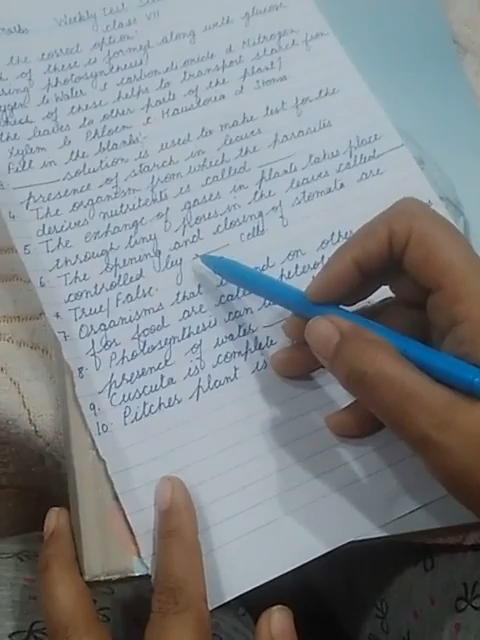 Weekly Test
class VII
the correct option:
of these is formed along with glucose
photosynthesis
Water c carbon dioxide d Nitrogen
of these helps to transport starch from
the leaves to other parts of the plant?
Xylem b Phloem c Haustoria d Stoma
Fill in the blanks:
solution is used to make test for the
presence of starch in leaves
4. The organism from which the parasites
derives nutrients is called
5. The exhange of gases in plants takes place
through tiny pores in the leaves called
6. The opening and closing of stomata are
controlled by cells
* True/False.
7. Organisms that on other
for food are called
8. Photosynthesis can
presence of water
9. Cuscuta is complete
10. Pitcher plant is